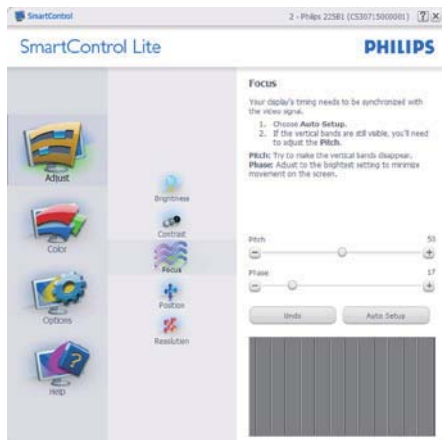 SmartControl
2 - Philips 225B1 (CS30715000001)
SmartControl Lite
PHILIPS
Adjust
Color
Options
Help
Brightness
Contrast
Focus
Position
Resolution
Focus
Your display's timing needs to be synchronized with
the video signal.
1. Choose Auto Setup.
2. If the vertical bands are still visible, you'll need
to adjust the Pitch.
Pitch: Try to make the vertical bands disappear.
Phase: Adjust to the brightest setting to minimize
movement on the screen.
Pitch 50
Phase 17
Undo
Auto Setup